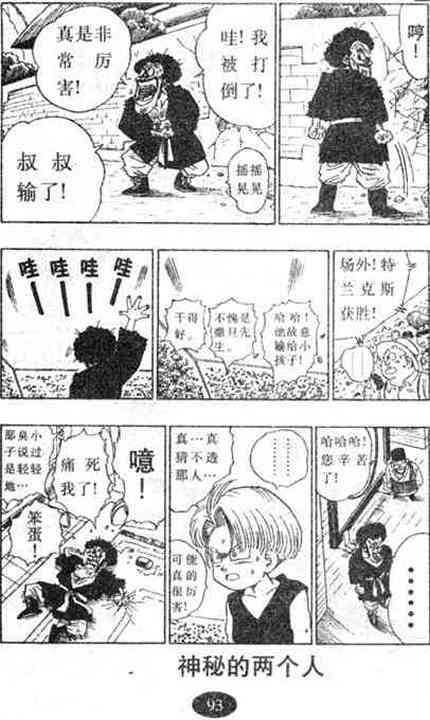 哼!
哇!我
被打
倒了!
摇摇
晃晃
真是非
常厉
害!
叔叔
输了!
场外!特
兰克斯
获胜!
哈哈!
他故意
输给小
孩子!
不愧是
撒旦先
生。
干得
好。
哇哇哇哇
哈哈哈!
您辛苦
了!
……
……
真…真
猜不透
那人…
可能
真的
很厉
害!
噫!
痛死
我了!
那臭小
子说过
是轻轻
地…
笨蛋!
神秘的两个人
93